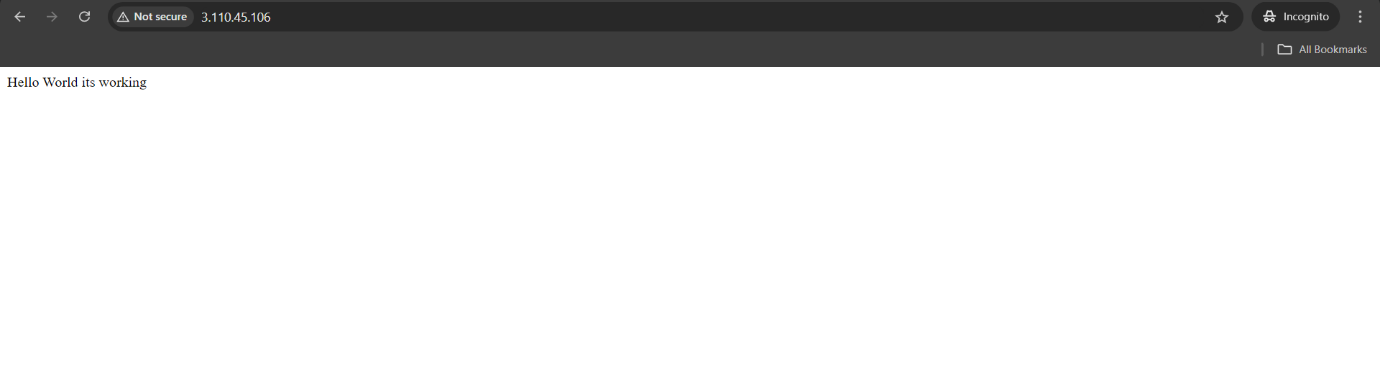 Not secure 3.110.45.106 Incognito
All Bookmarks
Hello World its working